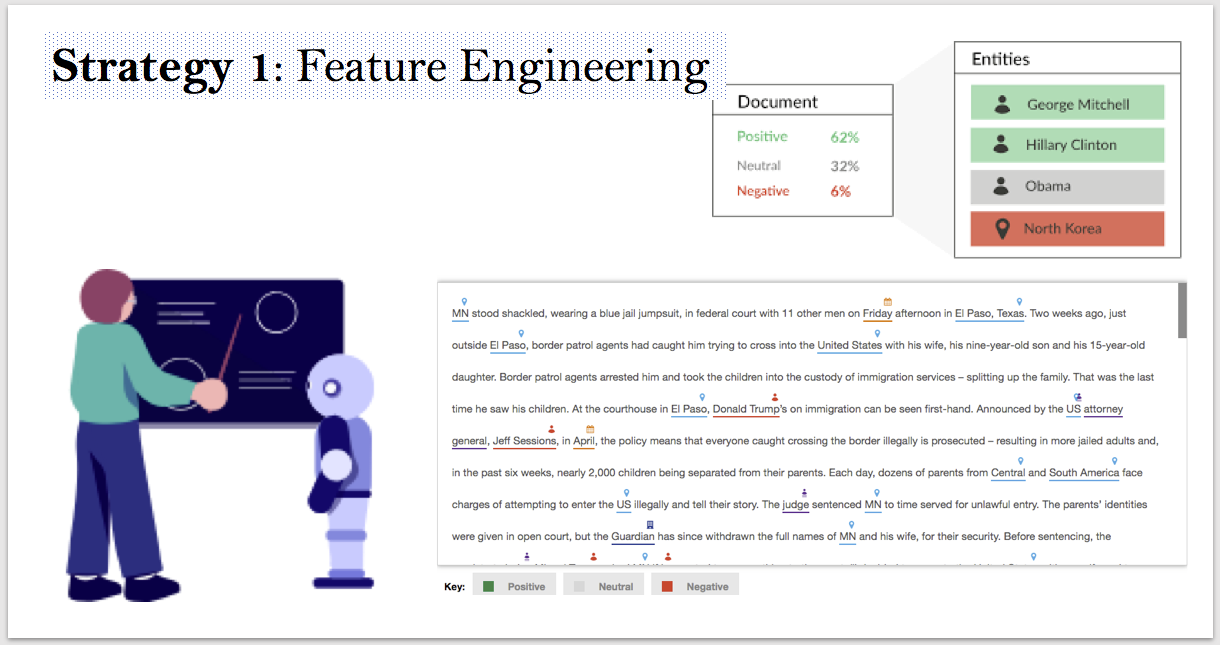 Strategy 1: Feature Engineering
Document
Positive 62%
Neutral 32%
Negative 6%
Entities
George Mitchell
Hillary Clinton
Obama
North Korea
MN stood shackled, wearing a blue jail jumpsuit, in federal court with 11 other men on Friday afternoon in El Paso, Texas. Two weeks ago, just
outside El Paso, border patrol agents had caught him trying to cross into the United States with his wife, his nine-year-old son and his 15-year-old
daughter. Border patrol agents arrested him and took the children into the custody of immigration services – splitting up the family. That was the last
time he saw his children. At the courthouse in El Paso, Donald Trump's on immigration can be seen first-hand. Announced by the US attorney
general, Jeff Sessions, in April, the policy means that everyone caught crossing the border illegally is prosecuted – resulting in more jailed adults and,
in the past six weeks, nearly 2,000 children being separated from their parents. Each day, dozens of parents from Central and South America face
charges of attempting to enter the US illegally and tell their story. The judge sentenced MN to time served for unlawful entry. The parents' identities
were given in open court, but the Guardian has since withdrawn the full names of MN and his wife, for their security. Before sentencing, the
Key: Positive Neutral Negative